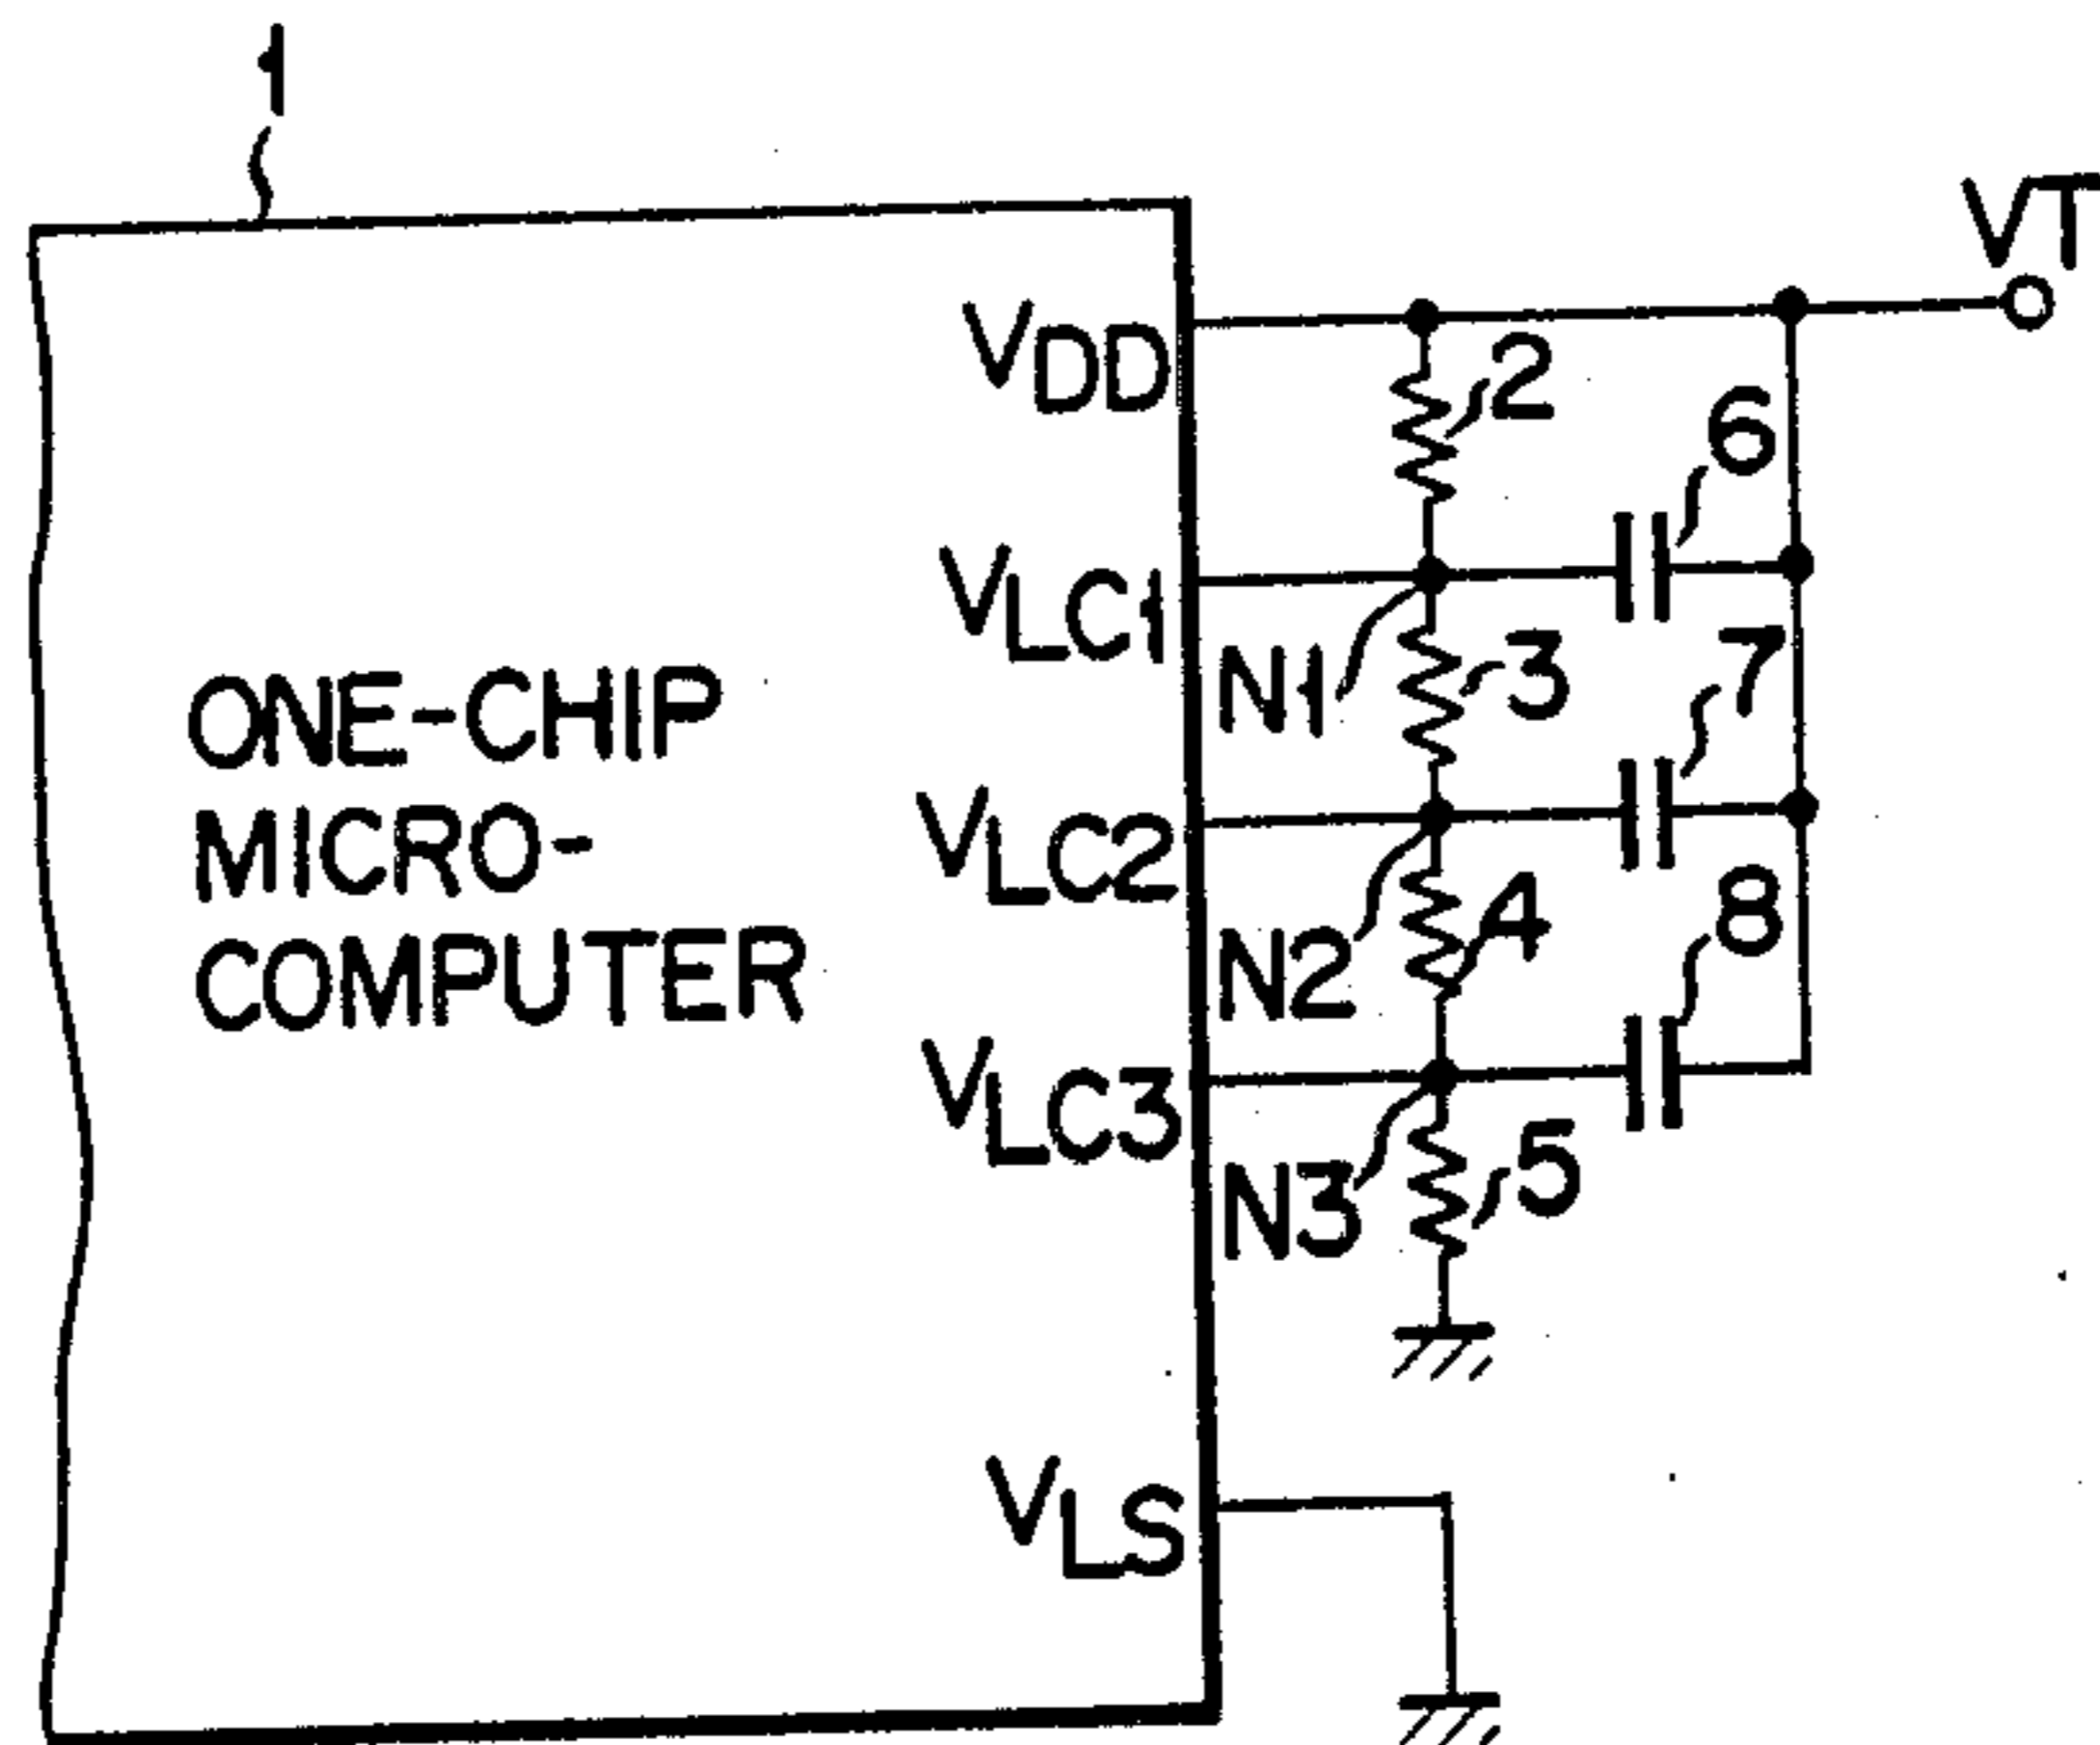 1
VT
VDD
2
6
VLC1
N1
3
7
ONE-CHIP
MICRO-
COMPUTER
VLC2
N2
4
8
VLC3
N3
5
VLS